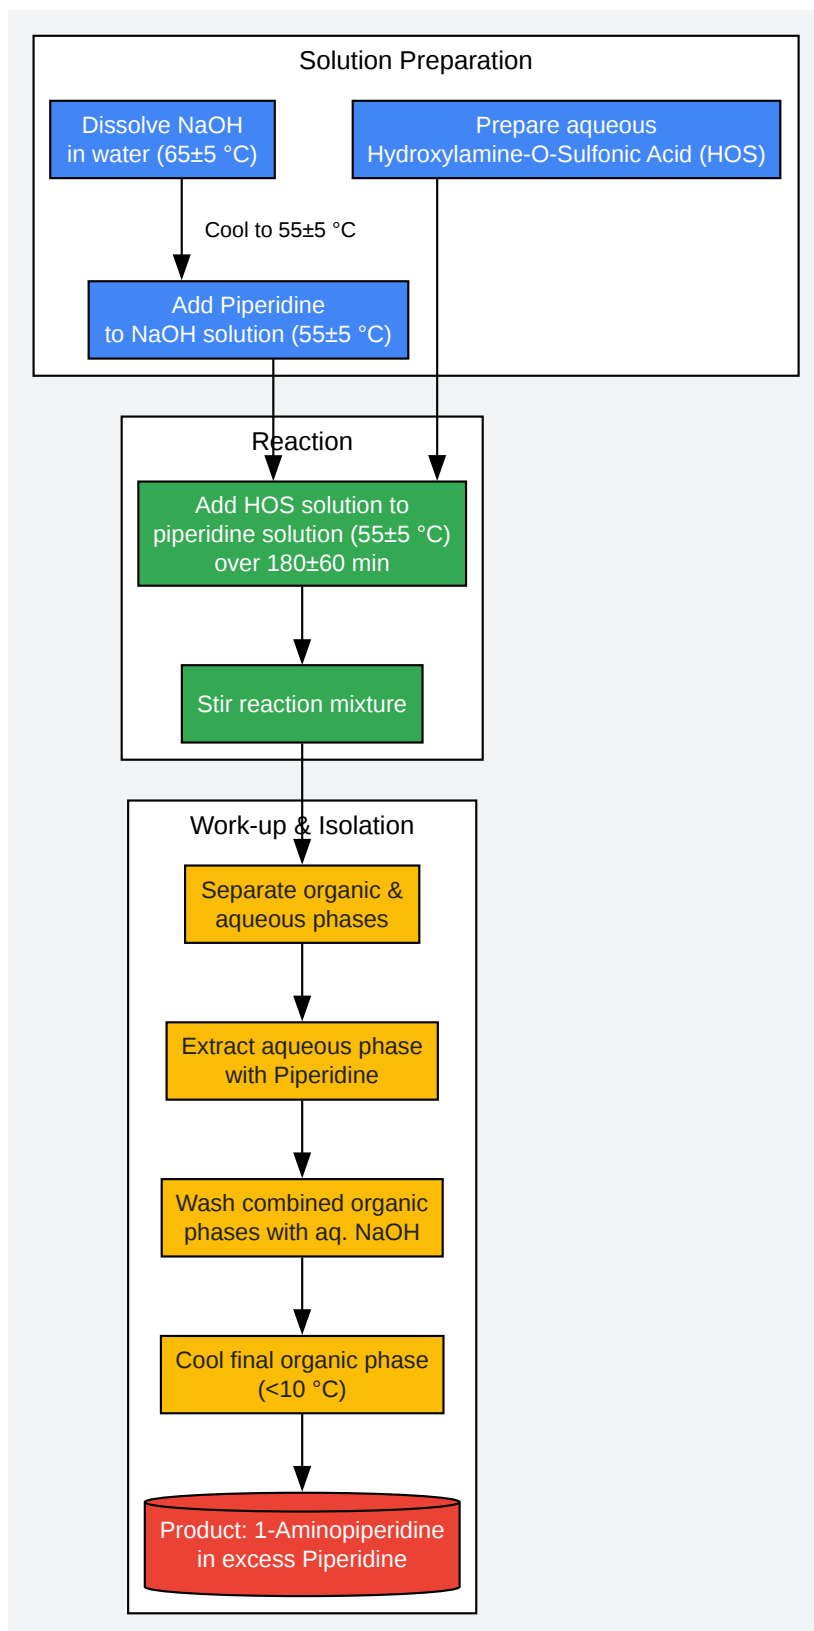 Solution Preparation
Dissolve NaOH
in water (65±5 °C)
Prepare aqueous
Hydroxylamine-O-Sulfonic Acid (HOS)
Cool to 55±5 °C
Add Piperidine
to NaOH solution (55±5 °C)
Reaction
Add HOS solution to
piperidine solution (55±5 °C)
over 180±60 min
Stir reaction mixture
Work-up & Isolation
Separate organic &
aqueous phases
Extract aqueous phase
with Piperidine
Wash combined organic
phases with aq. NaOH
Cool final organic phase
(<10 °C)
Product: 1-Aminopiperidine
in excess Piperidine